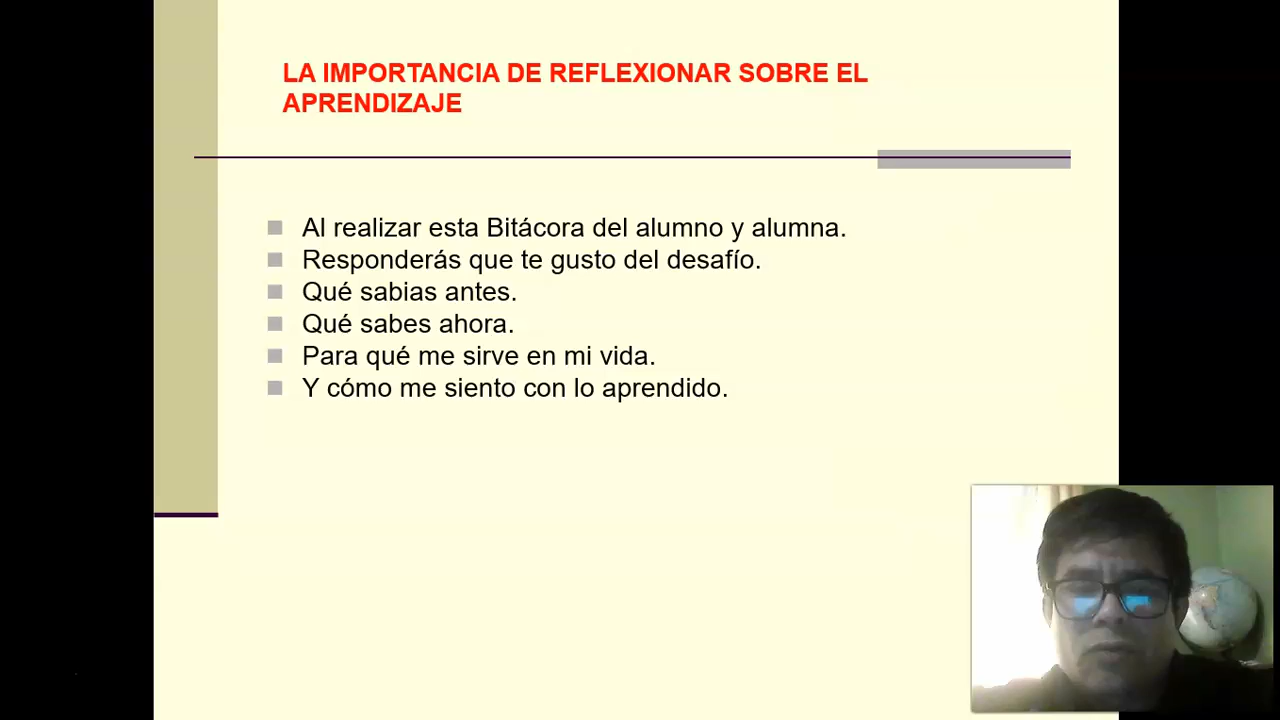 LA IMPORTANCIA DE REFLEXIONAR SOBRE EL
APRENDIZAJE
Al realizar esta Bitácora del alumno y alumna.
Responderás que te gusto del desafío.
Qué sabias antes.
Qué sabes ahora.
Para qué me sirve en mi vida.
Y cómo me siento con lo aprendido.